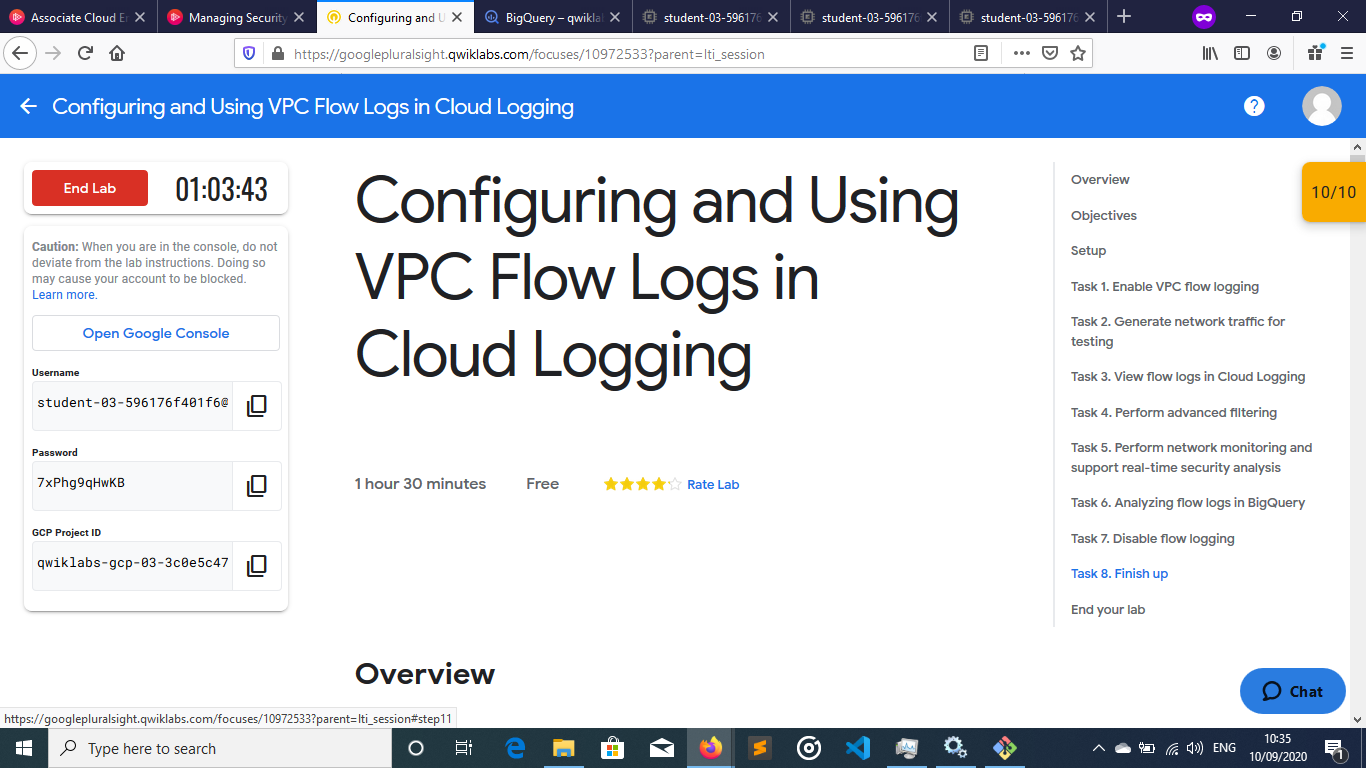 Associate Cloud En
Managing Security
Configuring and U
BigQuery – qwikla
student-03-596176
student-03-596176
student-03-596176
https://googlepluralsight.qwiklabs.com/focuses/10972533?parent=lti_session
Configuring and Using VPC Flow Logs in Cloud Logging
End Lab
01:03:43
Caution: When you are in the console, do not
deviate from the lab instructions. Doing so
may cause your account to be blocked.
Learn more.
Open Google Console
Username
student-03-596176f401f6@
Password
7xPhg9qHwKB
GCP Project ID
qwiklabs-gcp-03-3c0e5c47
Configuring and Using
VPC Flow Logs in
Cloud Logging
1 hour 30 minutes
Free
Rate Lab
Overview
Overview
Objectives
Setup
Task 1. Enable VPC flow logging
Task 2. Generate network traffic for
testing
Task 3. View flow logs in Cloud Logging
Task 4. Perform advanced filtering
Task 5. Perform network monitoring and
support real-time security analysis
Task 6. Analyzing flow logs in BigQuery
Task 7. Disable flow logging
Task 8. Finish up
End your lab
10/10
Chat
https://googlepluralsight.qwiklabs.com/focuses/10972533?parent=lti_session#step11
Type here to search
ENG
10:35
10/09/2020
1